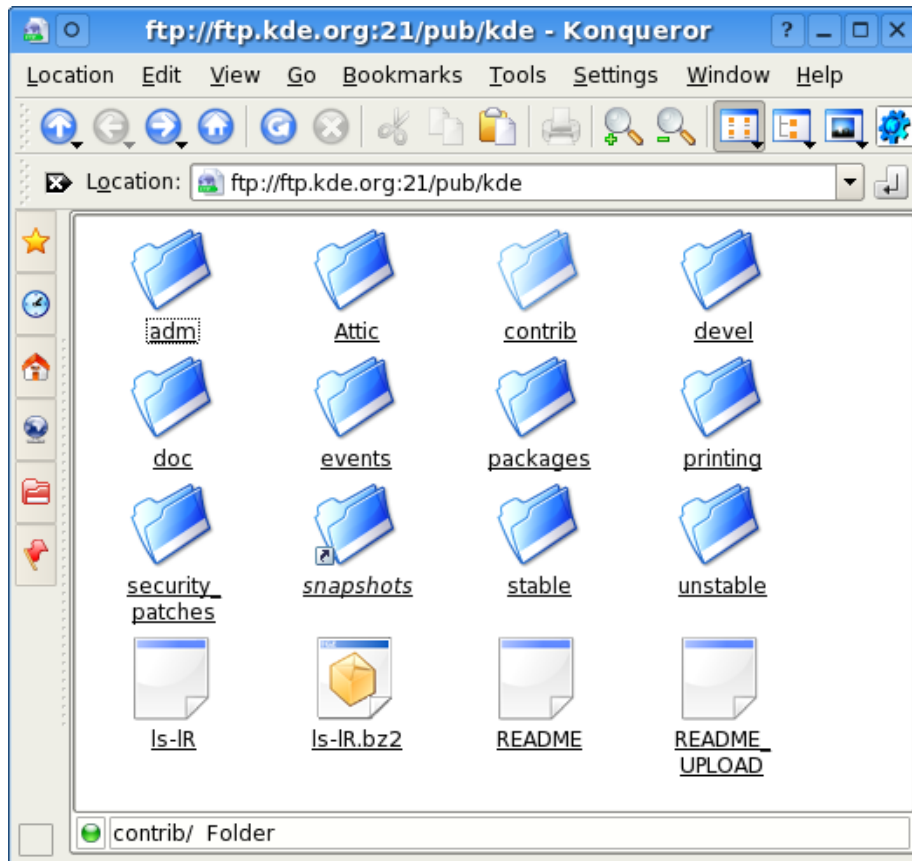 ftp://ftp.kde.org:21/pub/kde - Konqueror
Location Edit View Go Bookmarks Tools Settings Window Help
Location: ftp://ftp.kde.org:21/pub/kde
adm Attic contrib devel
doc events packages printing
security_ snapshots stable unstable
patches
ls-lR ls-lR.bz2 README README_
UPLOAD
contrib/ Folder